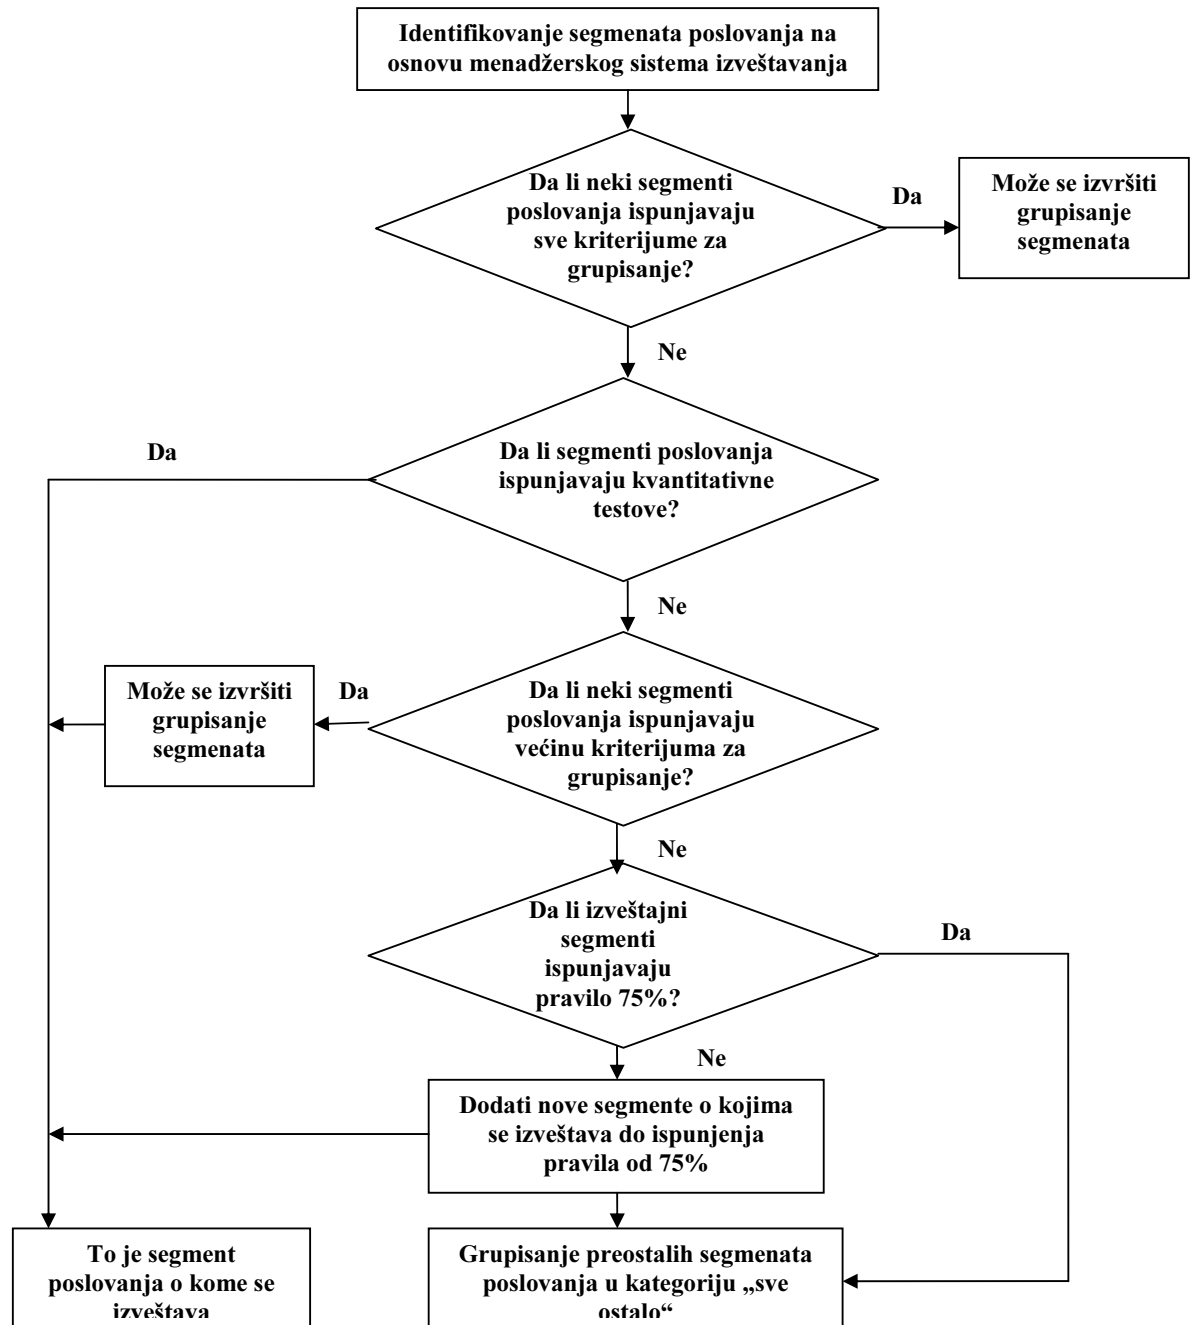 Identifikovanje segmenata poslovanja na
osnovu menadžerskog sistema izveštavanja
Da li neki segmenti
poslovanja ispunjavaju
sve kriterijume za
grupisanje?
Da
Može se izvršiti
grupisanje
segmenata
Ne
Da
Da li segmenti poslovanja
ispunjavaju kvantitativne
testove?
Ne
Može se izvršiti
grupisanje
segmenata
Da
Da li neki segmenti
poslovanja ispunjavaju
većinu kriterijuma za
grupisanje?
Ne
Da li izveštajni
segmenti
ispunjavaju
pravilo 75%?
Da
Ne
Dodati nove segmente o kojima
se izveštava do ispunjenja
pravila od 75%
To je segment
poslovanja o kome se
izveštava
Grupisanje preostalih segmenata
poslovanja u kategoriju „sve
ostalo“